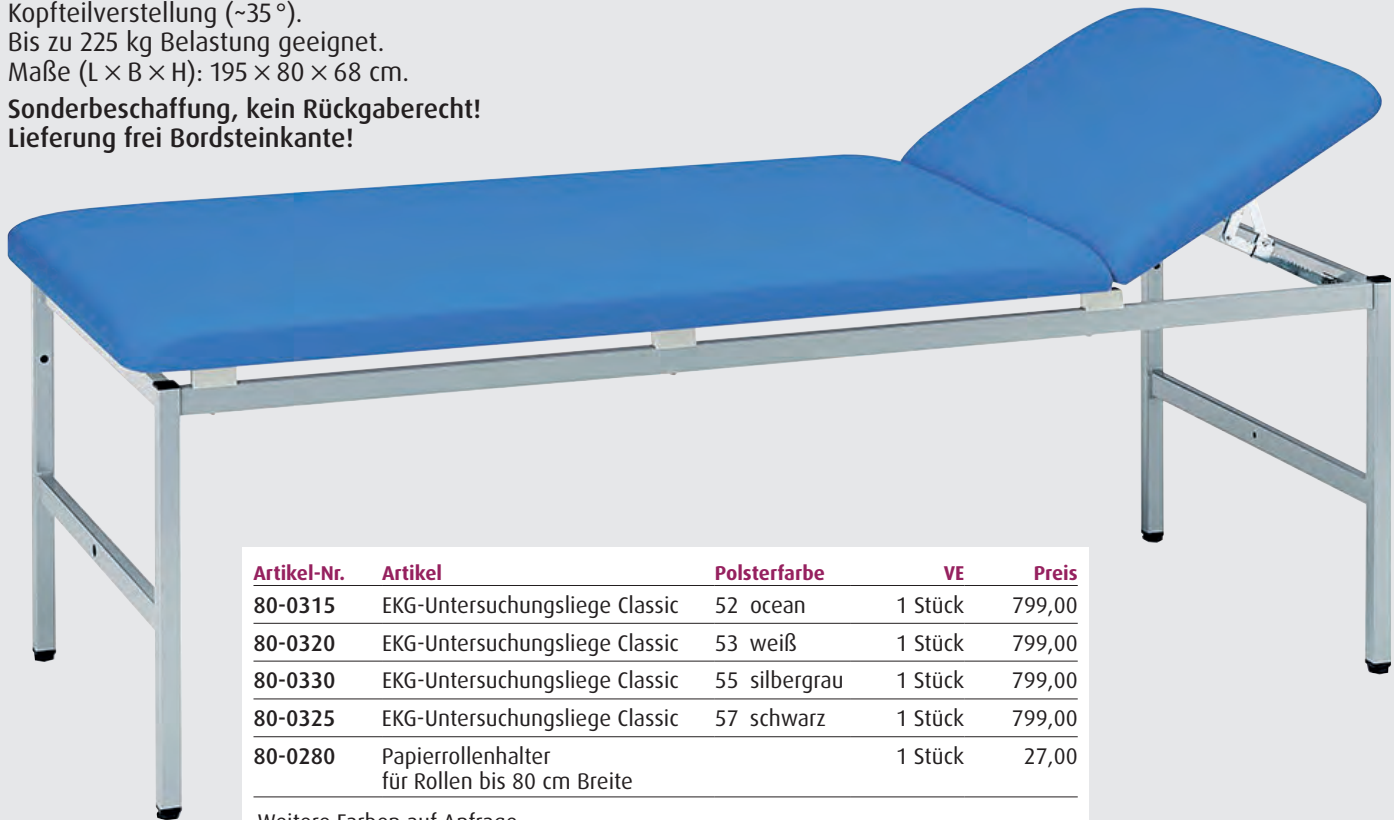 Kopfteilverstellung (~35°).
Bis zu 225 kg Belastung geeignet.
Maße (L × B × H): 195 × 80 × 68 cm.
Sonderbeschaffung, kein Rückgaberecht!
Lieferung frei Bordsteinkante!
Artikel-Nr. Artikel Polsterfarbe VE Preis
80-0315 EKG-Untersuchungsliege Classic 52 ocean 1 Stück 799,00
80-0320 EKG-Untersuchungsliege Classic 53 weiß 1 Stück 799,00
80-0330 EKG-Untersuchungsliege Classic 55 silbergrau 1 Stück 799,00
80-0325 EKG-Untersuchungsliege Classic 57 schwarz 1 Stück 799,00
80-0280 Papierrollenhalter 1 Stück 27,00
für Rollen bis 80 cm Breite
Weitere Farben auf Anfrage